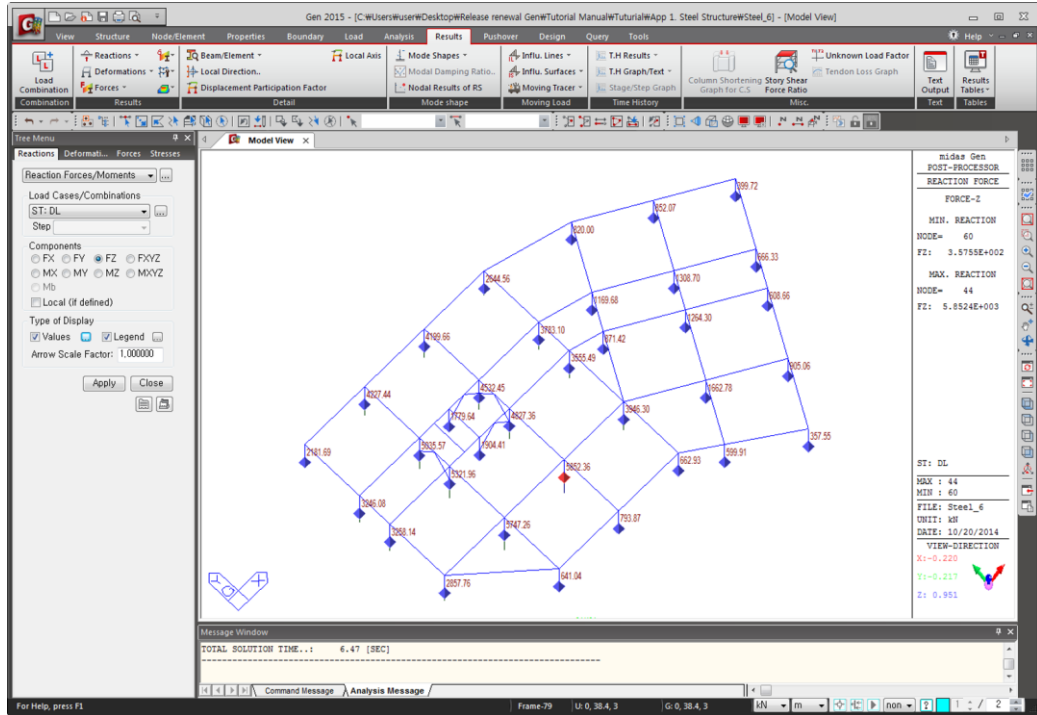 Gen 2015 - [C:₩Users₩user₩Desktop₩Release renewal Gen₩Tutorial Manual₩Tuturial₩App 1. Steel Structure₩Steel_6] - [Model View]
View Structure Node/Element Properties Boundary Load Analysis Results Pushover Design Query Tools Help
Load Combination
Reactions
Deformations
Forces
Beam/Element
Local Direction..
Displacement Participation Factor
Local Axis
Mode Shapes
Modal Damping Ratio..
Nodal Results of RS
Influ. Lines
Influ. Surfaces
Moving Tracer
T.H Results
T.H Graph/Text
Stage/Step Graph
Column Shortening Graph for C.S
Story Shear Force Ratio
Unknown Load Factor
Tendon Loss Graph
Text Output
Results Tables
Combination Results Detail Mode shape Moving Load Time History Misc. Text Tables
Tree Menu
Reactions Deformati... Forces Stresses
Reaction Forces/Moments ...
Load Cases/Combinations
ST: DL ...
Step
Components
FX FY FZ FXYZ
MX MY MZ MXYZ
Mb
Local (if defined)
Type of Display
Values Legend ...
Arrow Scale Factor: 1,000000
Apply Close
Model View
399.72
852.07
820.00
666.33
2644.56
1308.70
608.66
1169.68
1264.30
4199.66
3783.10
871.42
3555.49
905.06
4532.45
1662.78
4327.44
3946.30
1779.64
4827.36
357.55
2181.69
5035.57
1904.41
599.91
662.93
5321.96
5852.36
3246.08
793.87
3258.14
5747.26
2857.76
641.04
midas Gen
POST-PROCESSOR
REACTION FORCE
FORCE-Z
MIN. REACTION
NODE= 60
FZ: 3.5755E+002
MAX. REACTION
NODE= 44
FZ: 5.8524E+003
ST: DL
MAX : 44
MIN : 60
FILE: Steel_6
UNIT: kN
DATE: 10/20/2014
VIEW-DIRECTION
X:-0.220
Y:-0.217
Z: 0.951
Message Window
TOTAL SOLUTION TIME..: 6.47 [SEC]
Command Message Analysis Message
For Help, press F1
Frame-79 U: 0, 38.4, 3 G: 0, 38.4, 3 kN m non ? 1 / 2